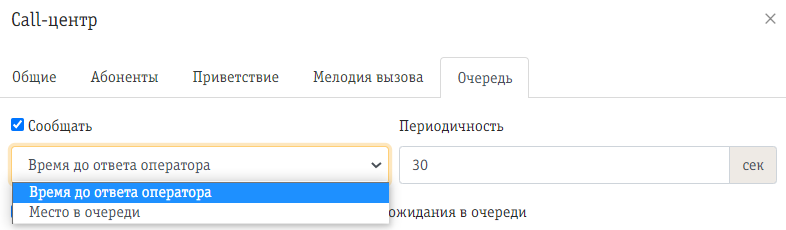 Call-центр
Общие Абоненты Приветствие Мелодия вызова Очередь
Сообщать Периодичность
Время до ответа оператора 30 сек
Время до ответа оператора
Место в очереди
ожидания в очереди